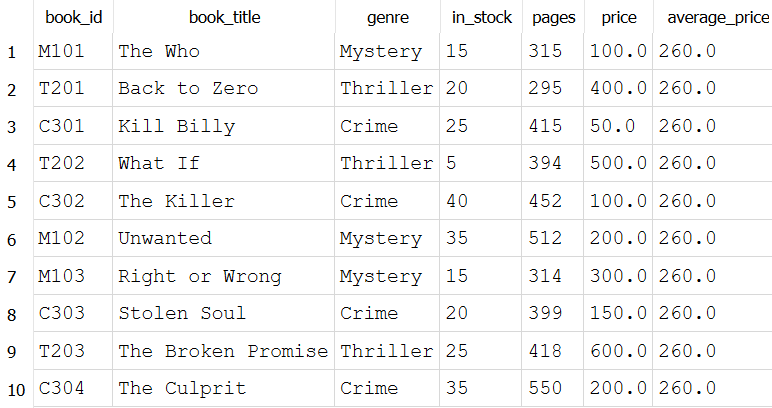 book_id book_title genre in_stock pages price average_price
1 M101 The Who Mystery 15 315 100.0 260.0
2 T201 Back to Zero Thriller 20 295 400.0 260.0
3 C301 Kill Billy Crime 25 415 50.0 260.0
4 T202 What If Thriller 5 394 500.0 260.0
5 C302 The Killer Crime 40 452 100.0 260.0
6 M102 Unwanted Mystery 35 512 200.0 260.0
7 M103 Right or Wrong Mystery 15 314 300.0 260.0
8 C303 Stolen Soul Crime 20 399 150.0 260.0
9 T203 The Broken Promise Thriller 25 418 600.0 260.0
10 C304 The Culprit Crime 35 550 200.0 260.0